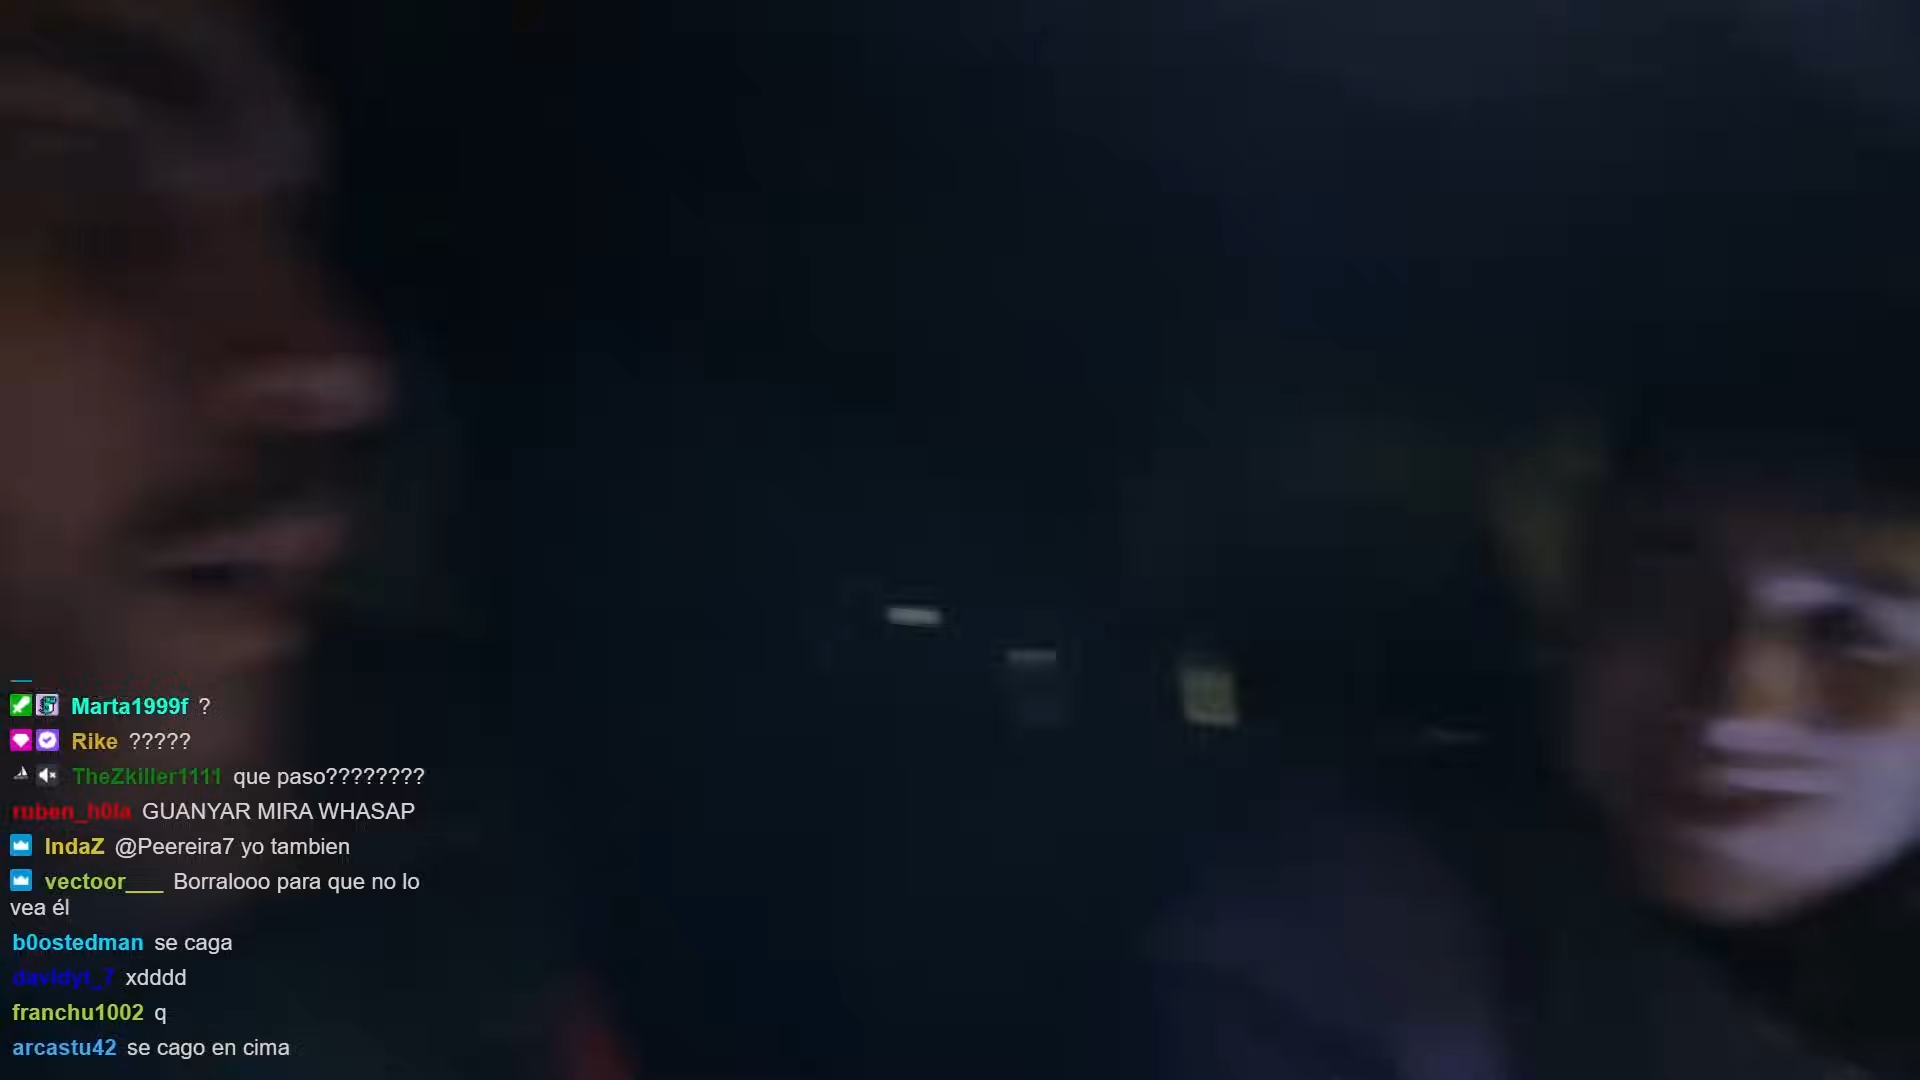 Marta1999f ?
Rike ?????
TheZkiller1111 que paso????????
ruben_h0la GUANYAR MIRA WHASAP
IndaZ @Peereira7 yo tambien
vectoor___ Borralooo para que no lo
vea él
b0ostedman se caga
davidyt_7 xdddd
franchu1002 q
arcastu42 se cago en cima